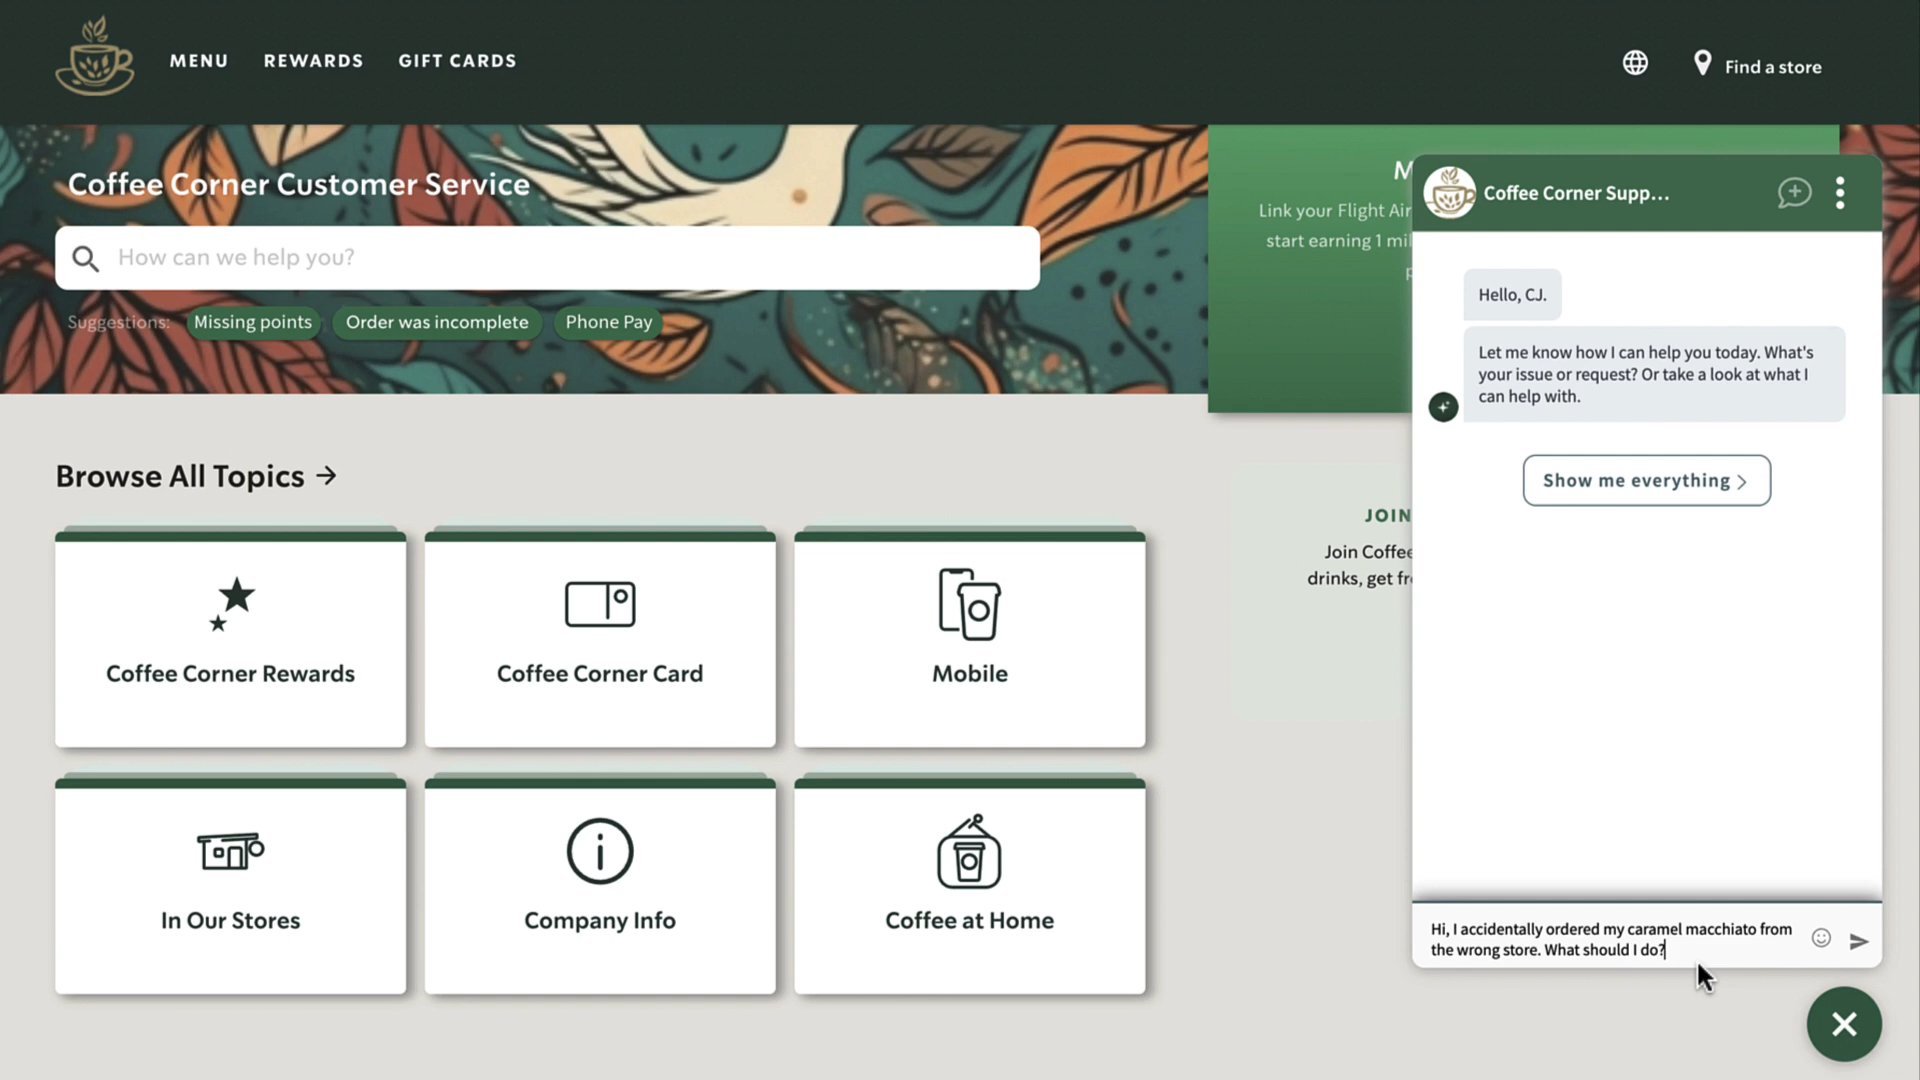 MENU REWARDS GIFT CARDS
Find a store
Coffee Corner Customer Service
How can we help you?
Suggestions: Missing points Order was incomplete Phone Pay
M
Link your Flight Air
start earning 1 mil
p
Browse All Topics →
Coffee Corner Rewards
Coffee Corner Card
Mobile
In Our Stores
Company Info
Coffee at Home
JOIN
Join Coffee
drinks, get fr
Coffee Corner Supp...
Hello, CJ.
Let me know how I can help you today. What's
your issue or request? Or take a look at what I
can help with.
Show me everything >
Hi, I accidentally ordered my caramel macchiato from
the wrong store. What should I do?